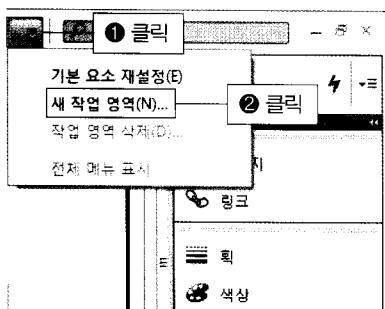 ❶ 클릭
기본 요소 재설정(E)
새 작업 영역(N)...
❷ 클릭
작업 영역 삭제(D)...
전체 메뉴 표시
링크
획
색상